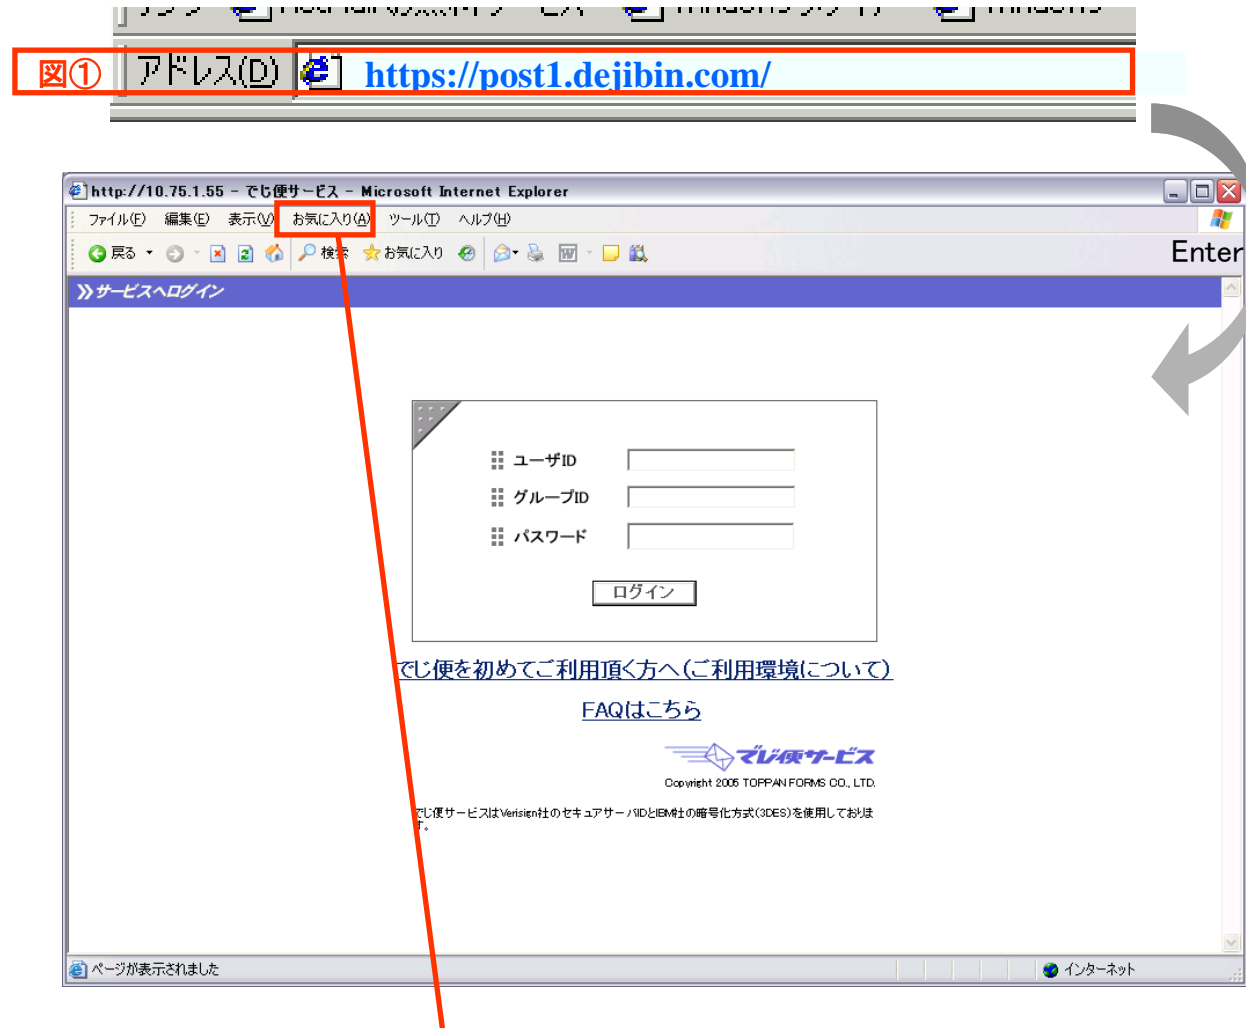 図① アドレス(D) https://post1.dejibin.com/
http://10.75.1.55 - でじ便サービス - Microsoft Internet Explorer
ファイル(F) 編集(E) 表示(V) お気に入り(A) ツール(T) ヘルプ(H)
戻る 検索 お気に入り
Enter
サービスへログイン
ユーザID
グループID
パスワード
ログイン
でじ便を初めてご利用頂く方へ(ご利用環境について)
FAQはこちら
でじ便サービス
Copyright 2005 TOPPAN FORMS CO., LTD.
でじ便サービスはVerisign社のセキュアサーバIDとIBM社の暗号化方式(3DES)を使用しておりま
す。
ページが表示されました インターネット